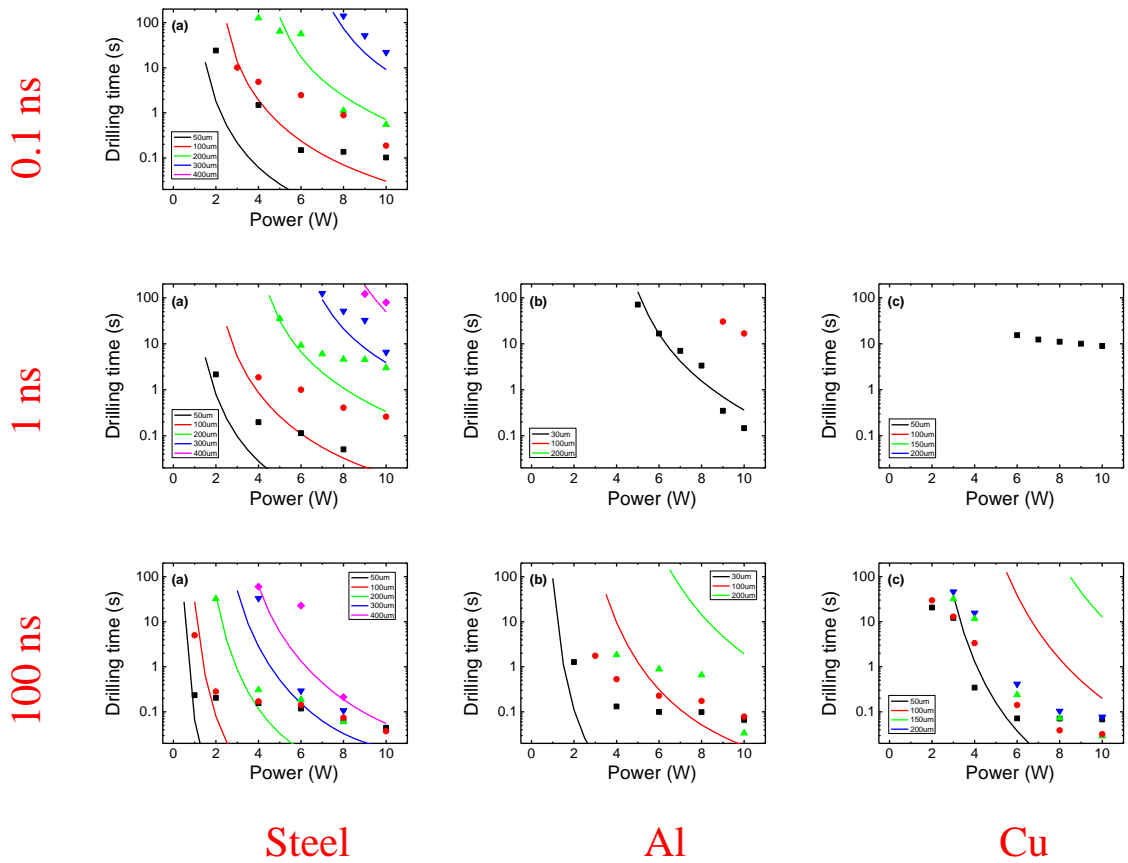 0.1 ns
Drilling time (s)
100
10
1
0.1
(a)
50um
100um
200um
300um
400um
0 2 4 6 8 10
Power (W)
1 ns
Drilling time (s)
100
10
1
0.1
(a)
50um
100um
200um
300um
400um
0 2 4 6 8 10
Power (W)
Drilling time (s)
100
10
1
0.1
(b)
30um
100um
200um
0 2 4 6 8 10
Power (W)
Drilling time (s)
100
10
1
0.1
(c)
50um
100um
150um
200um
0 2 4 6 8 10
Power (W)
100 ns
Drilling time (s)
100
10
1
0.1
(a)
50um
100um
200um
300um
400um
0 2 4 6 8 10
Power (W)
Drilling time (s)
100
10
1
0.1
(b)
30um
100um
200um
0 2 4 6 8 10
Power (W)
Drilling time (s)
100
10
1
0.1
(c)
50um
100um
150um
200um
0 2 4 6 8 10
Power (W)
Steel Al Cu